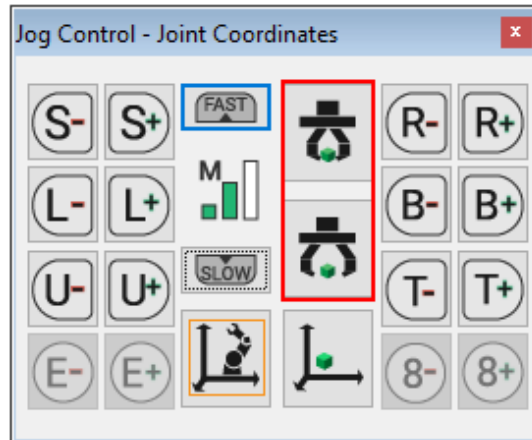 Jog Control - Joint Coordinates x
S- S+ FAST R- R+
L- L+ M B- B+
U- U+ SLOW T- T+
E- E+ 8- 8+